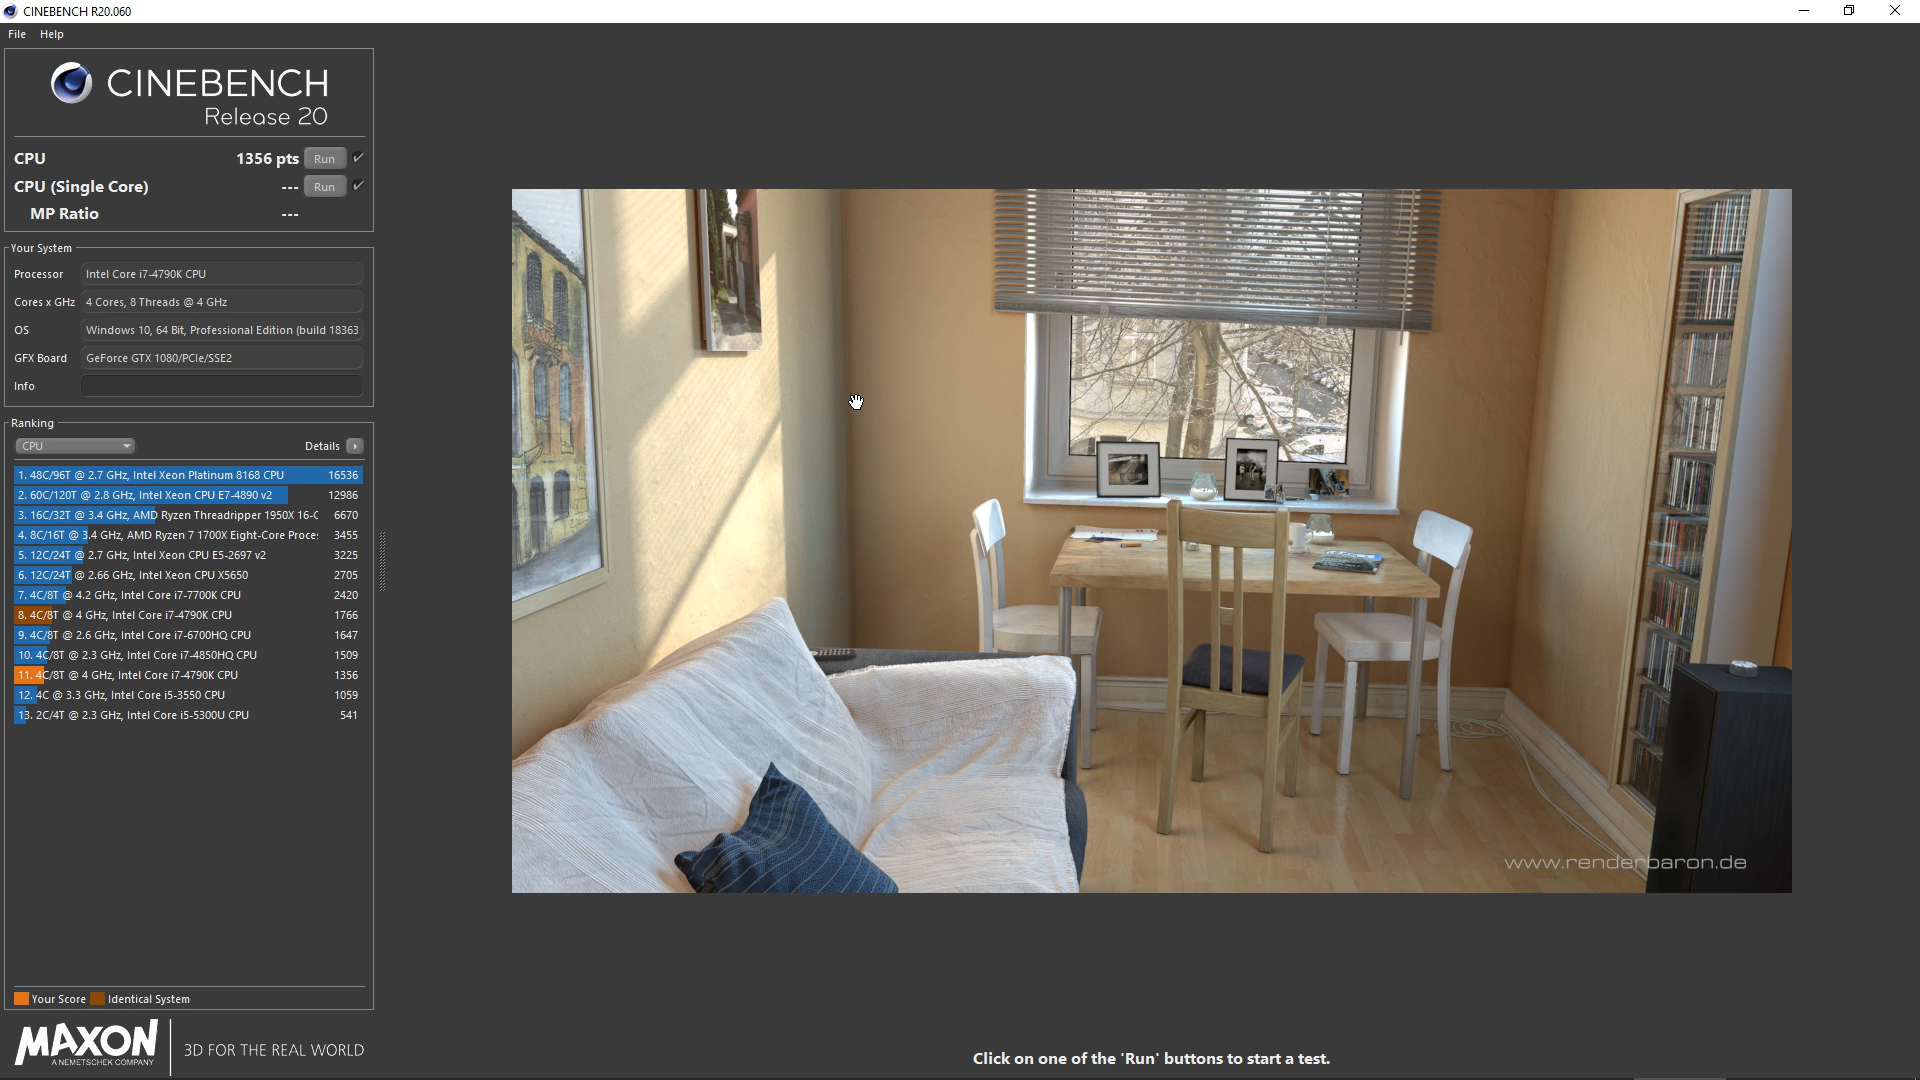 CINEBENCH R20.060
File Help
CINEBENCH
Release 20
CPU 1356 pts Run
CPU (Single Core) --- Run
MP Ratio ---
Your System
Processor Intel Core i7-4790K CPU
Cores x GHz 4 Cores, 8 Threads @ 4 GHz
OS Windows 10, 64 Bit, Professional Edition (build 18363
GFX Board GeForce GTX 1080/PCIe/SSE2
Info
Ranking
CPU Details
1. 48C/96T @ 2.7 GHz, Intel Xeon Platinum 8168 CPU 16536
2. 60C/120T @ 2.8 GHz, Intel Xeon CPU E7-4890 v2 12986
3. 16C/32T @ 3.4 GHz, AMD Ryzen Threadripper 1950X 16-C 6670
4. 8C/16T @ 3.4 GHz, AMD Ryzen 7 1700X Eight-Core Proce: 3455
5. 12C/24T @ 2.7 GHz, Intel Xeon CPU E5-2697 v2 3225
6. 12C/24T @ 2.66 GHz, Intel Xeon CPU X5650 2705
7. 4C/8T @ 4.2 GHz, Intel Core i7-7700K CPU 2420
8. 4C/8T @ 4 GHz, Intel Core i7-4790K CPU 1766
9. 4C/8T @ 2.6 GHz, Intel Core i7-6700HQ CPU 1647
10. 4C/8T @ 2.3 GHz, Intel Core i7-4850HQ CPU 1509
11. 4C/8T @ 4 GHz, Intel Core i7-4790K CPU 1356
12. 4C @ 3.3 GHz, Intel Core i5-3550 CPU 1059
13. 2C/4T @ 2.3 GHz, Intel Core i5-5300U CPU 541
Your Score Identical System
MAXON
A NEMETSCHEK COMPANY
3D FOR THE REAL WORLD
www.renderbaron.de
Click on one of the 'Run' buttons to start a test.